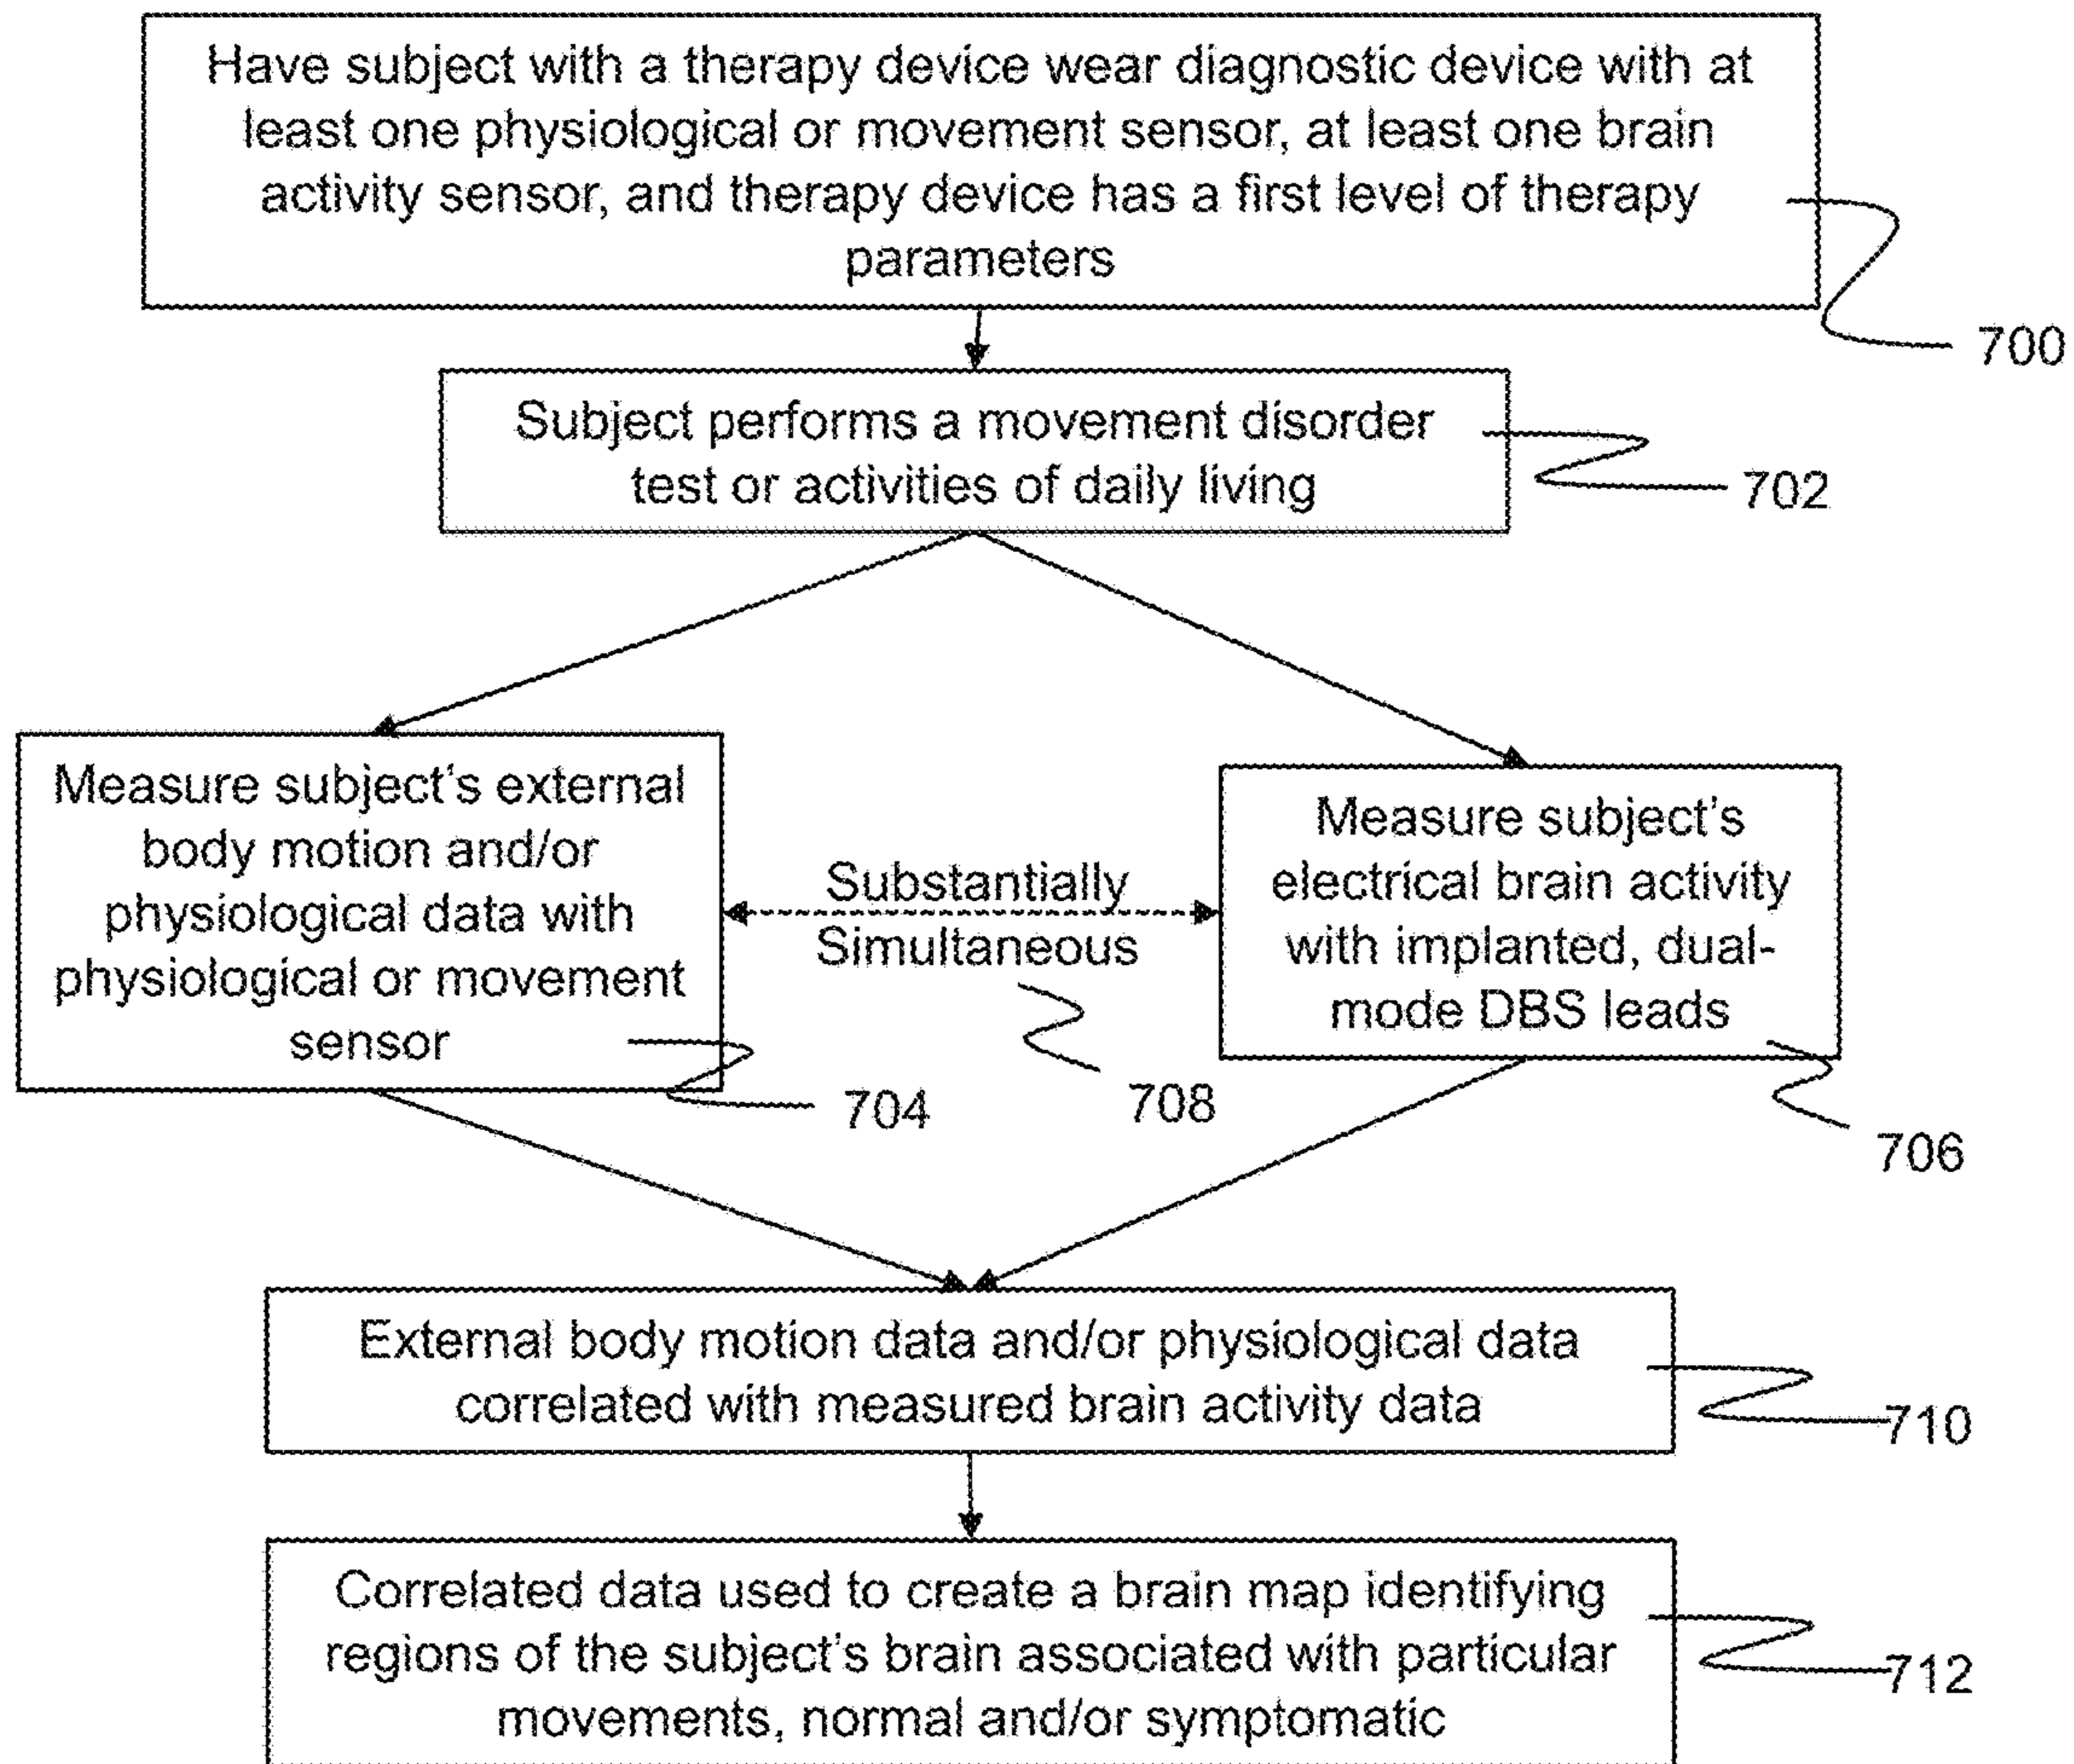 Have subject with a therapy device wear diagnostic device with at
least one physiological or movement sensor, at least one brain
activity sensor, and therapy device has a first level of therapy
parameters
700
Subject performs a movement disorder
test or activities of daily living
702
Measure subject's external
body motion and/or
physiological data with
physiological or movement
sensor
704
Substantially
Simultaneous
708
Measure subject's
electrical brain activity
with implanted, dual-
mode DBS leads
706
External body motion data and/or physiological data
correlated with measured brain activity data
710
Correlated data used to create a brain map identifying
regions of the subject's brain associated with particular
movements, normal and/or symptomatic
712